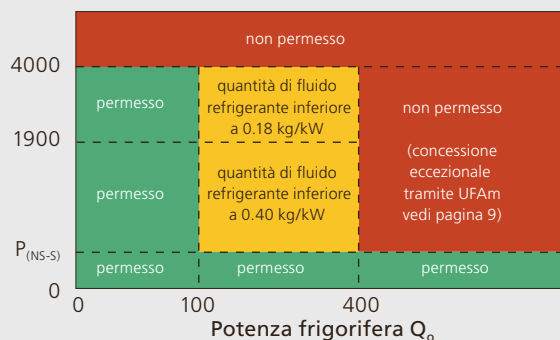 non permesso
4000
permesso
quantità di fluido
refrigerante inferiore
a 0.18 kg/kW
non permesso
1900
(concessione
eccezionale
tramite UFAm
vedi pagina 9)
permesso
quantità di fluido
refrigerante inferiore
a 0.40 kg/kW
P(NS-S)
permesso
permesso
permesso
0
0
100
400
Potenza frigorifera Qo